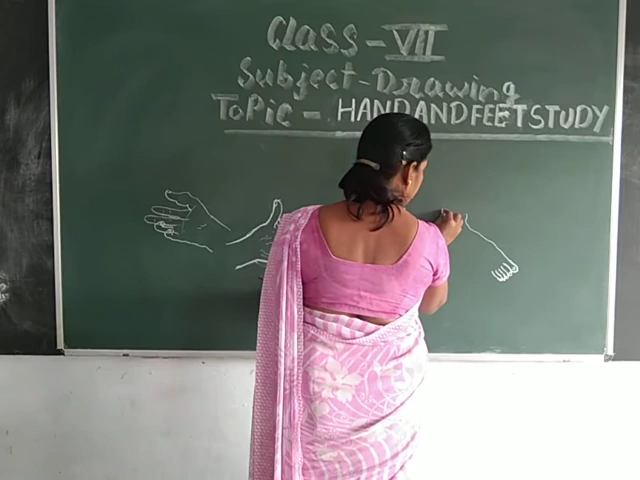 Class - VII
Subject - Drawing
Topic - HAND AND FEET STUDY